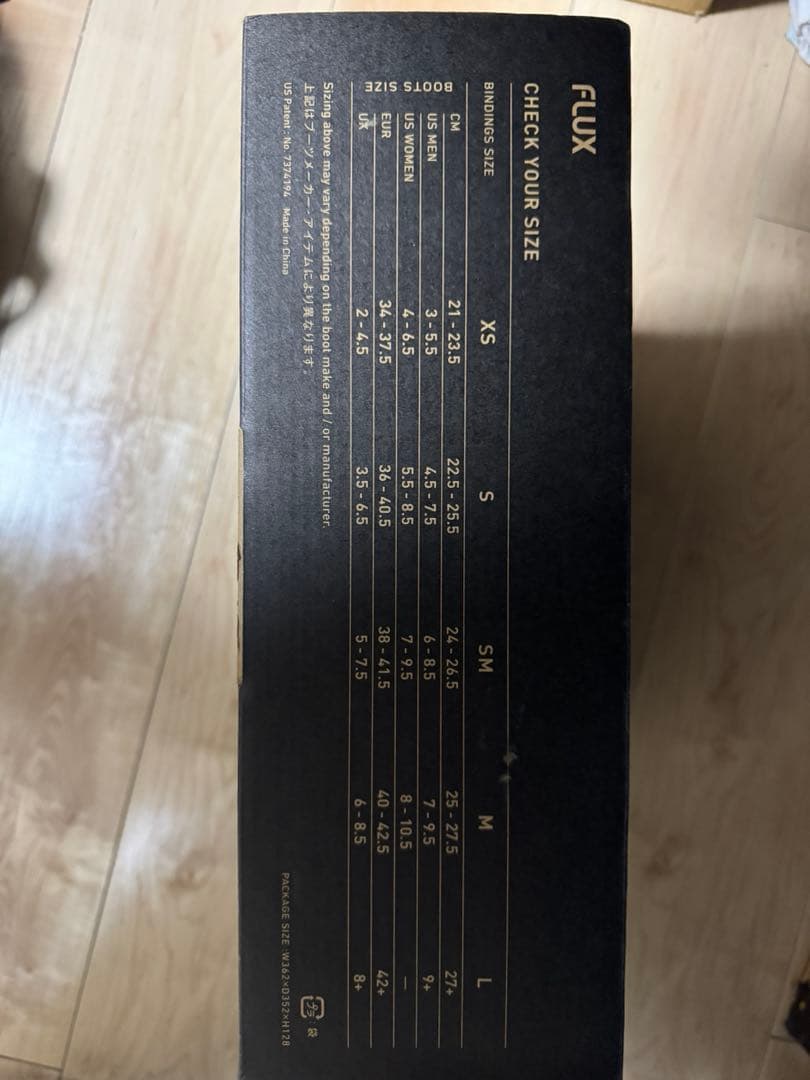 FLUX
CHECK YOUR SIZE
BINDINGS SIZE XS S SM M L
BOOTS SIZE
CM 21 - 23.5 22.5 - 25.5 24 - 26.5 25 - 27.5 27+
US MEN 3 - 5.5 4.5 - 7.5 6 - 8.5 7 - 9.5 9+
US WOMEN 4 - 6.5 5.5 - 8.5 7 - 9.5 8 - 10.5 —
EUR 34 - 37.5 36 - 40.5 38 - 41.5 40 - 42.5 42+
UK 2 - 4.5 3.5 - 6.5 5 - 7.5 6 - 8.5 8+
Sizing above may vary depending on the boot make and / or manufacturer.
上記はブーツメーカー・アイテムにより異なります。
プラ : 袋
US Patent : No. 7374194 Made in China PACKAGE SIZE :W362×D352×H128